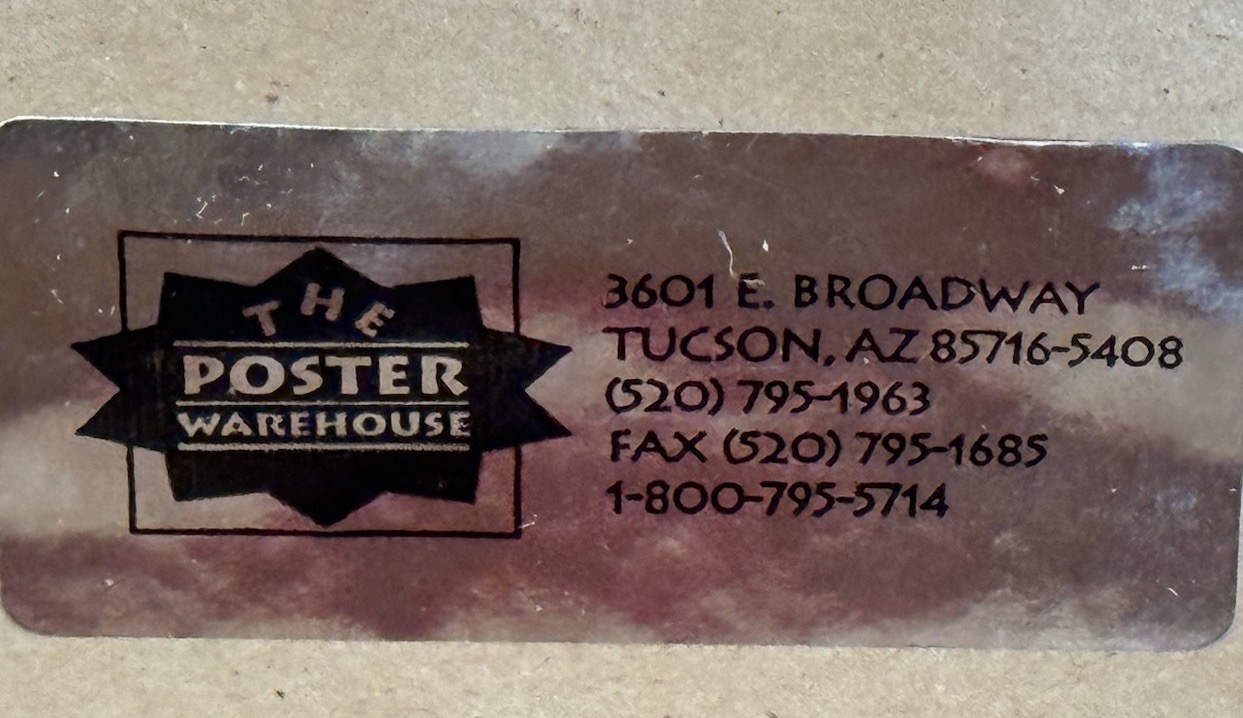 THE
POSTER
WAREHOUSE
3601 E. BROADWAY
TUCSON, AZ 85716-5408
(520) 795-1963
FAX (520) 795-1685
1-800-795-5714